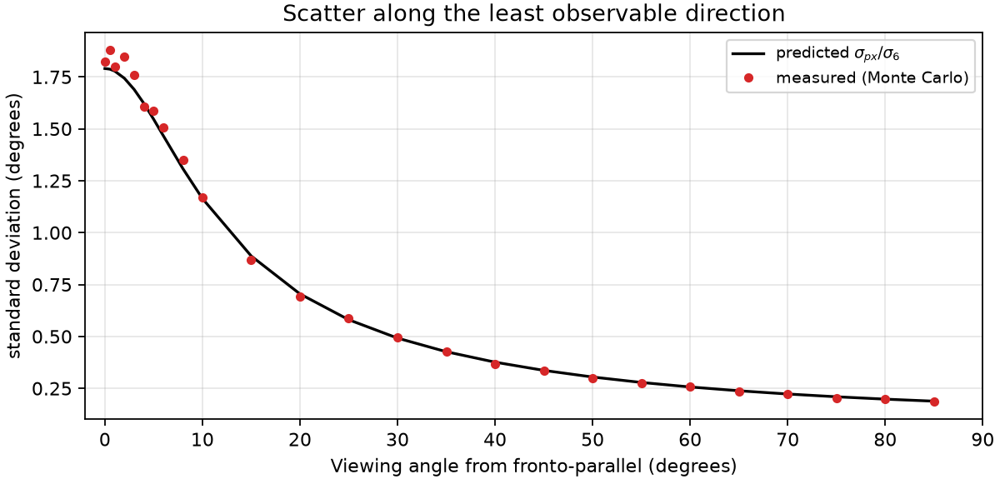 Scatter along the least observable direction
predicted σ_px/σ_6
measured (Monte Carlo)
standard deviation (degrees)
1.75
1.50
1.25
1.00
0.75
0.50
0.25
0 10 20 30 40 50 60 70 80 90
Viewing angle from fronto-parallel (degrees)